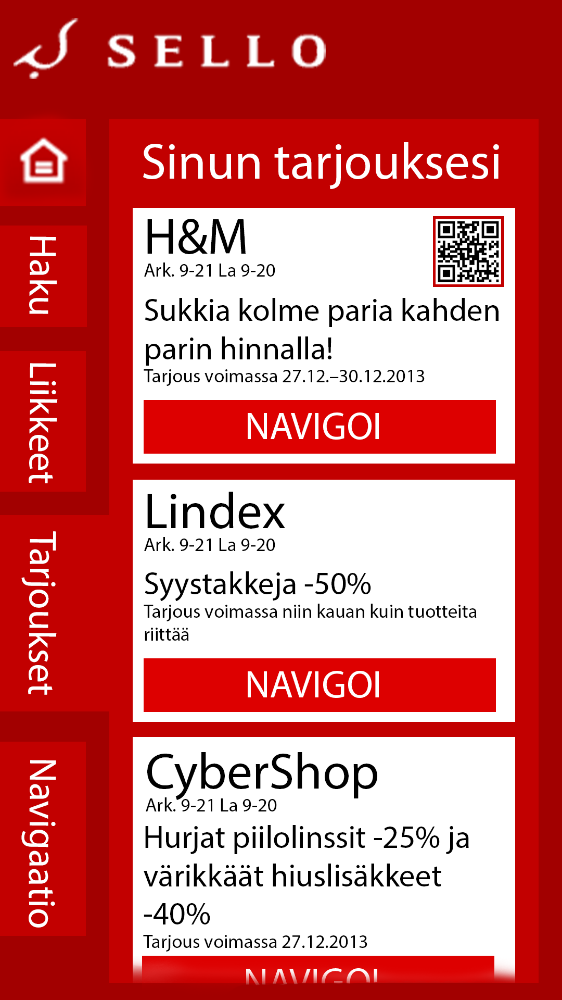 SELLO
Sinun tarjouksesi
Haku
Liikkeet
Tarjoukset
Navigaatio
H&M
Ark. 9-21 La 9-20
Sukkia kolme paria kahden
parin hinnalla!
Tarjous voimassa 27.12.–30.12.2013
NAVIGOI
Lindex
Ark. 9-21 La 9-20
Syystakkeja -50%
Tarjous voimassa niin kauan kuin tuotteita
riittää
NAVIGOI
CyberShop
Ark. 9-21 La 9-20
Hurjat piilolinssit -25% ja
värikkäät hiuslisäkkeet
-40%
Tarjous voimassa 27.12.2013
NAVIGOI